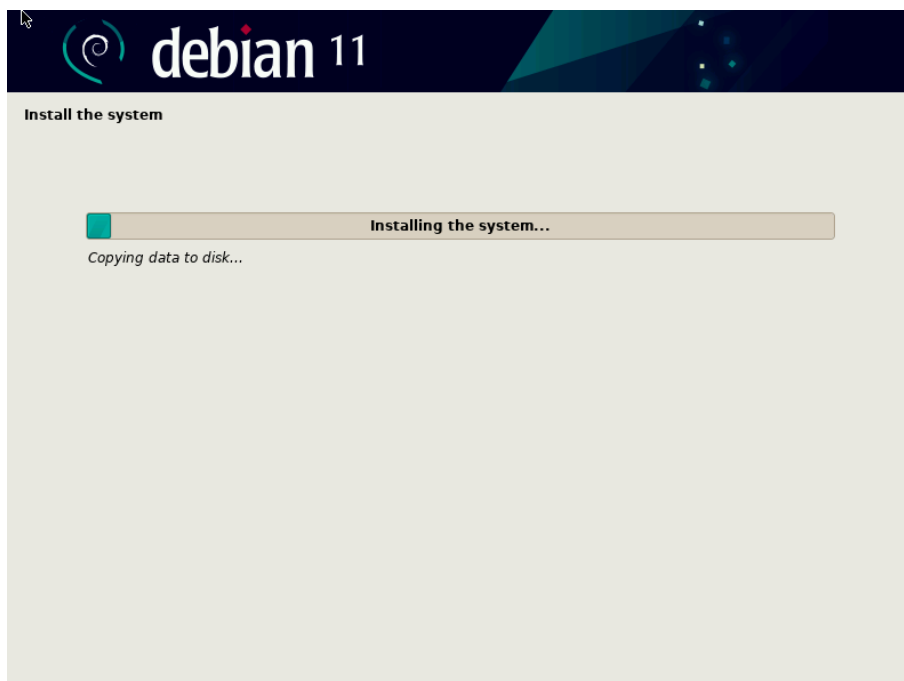 debian 11
Install the system
Installing the system...
Copying data to disk...